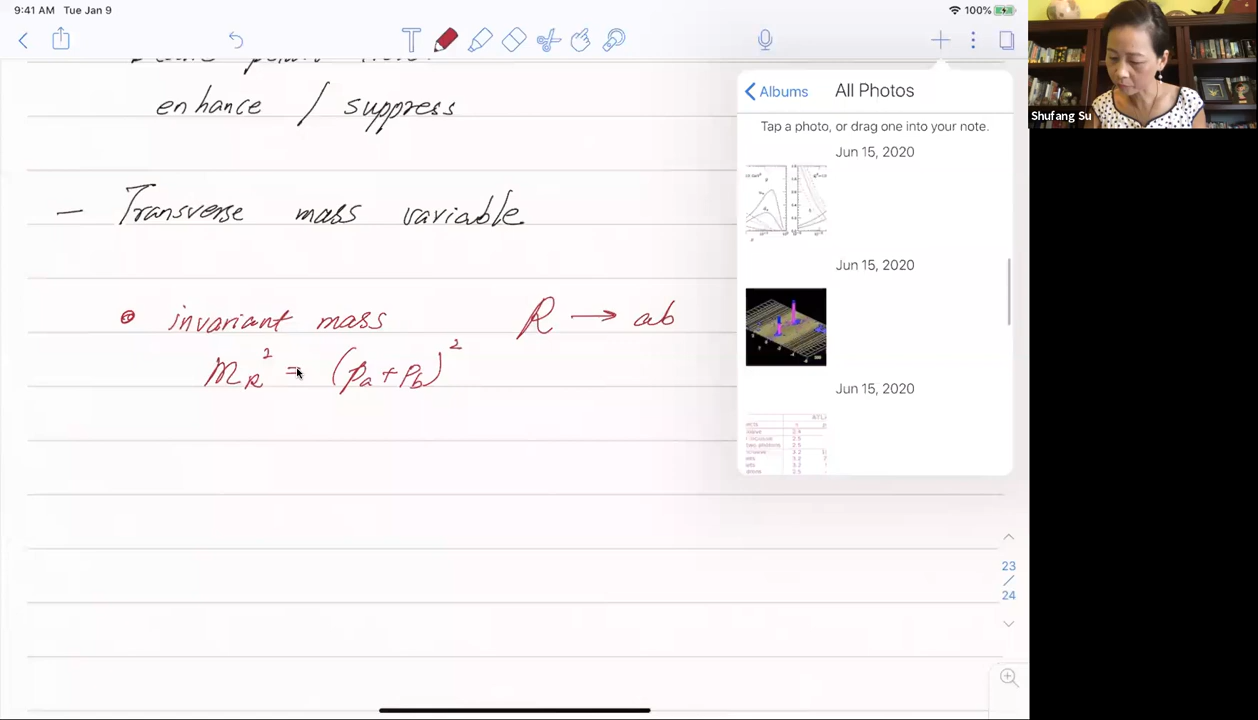 9:41 AM Tue Jan 9
100%
enhance / suppress
— Transverse mass variable
invariant mass R → ab
m_R² = (p_a + p_b)²
Albums
All Photos
Tap a photo, or drag one into your note.
Jun 15, 2020
Jun 15, 2020
Jun 15, 2020
23
/
24
Shufang Su